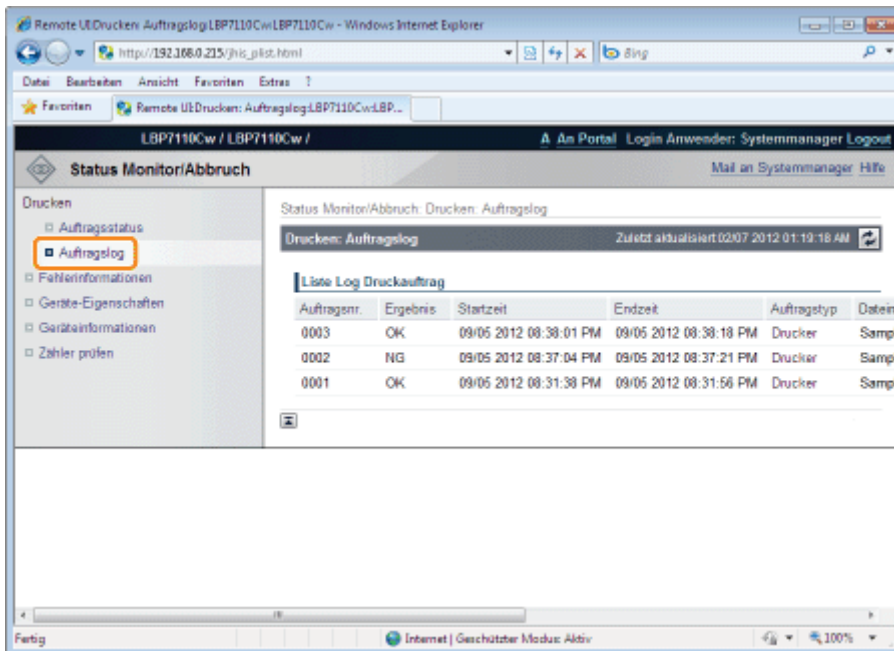 Remote UI:Drucken: Auftragslog:LBP7110Cw:LBP7110Cw - Windows Internet Explorer
http://192.168.0.215/jhis_plist.html
Bing
Datei Bearbeiten Ansicht Favoriten Extras ?
Favoriten Remote UI:Drucken: Auftragslog:LBP7110Cw:LBP...
LBP7110Cw / LBP7110Cw / An Portal Login Anwender: Systemmanager Logout
Status Monitor/Abbruch Mail an Systemmanager Hilfe
Drucken
Auftragsstatus
Auftragslog
Fehlerinformationen
Geräte-Eigenschaften
Geräteinformationen
Zähler prüfen
Status Monitor/Abbruch: Drucken: Auftragslog
Drucken: Auftragslog Zuletzt aktualisiert:02/07 2012 01:19:18 AM
Liste Log Druckauftrag
Auftragsnr. Ergebnis Startzeit Endzeit Auftragstyp Datein
0003 OK 09/05 2012 08:38:01 PM 09/05 2012 08:38:18 PM Drucker Samp
0002 NG 09/05 2012 08:37:04 PM 09/05 2012 08:37:21 PM Drucker Samp
0001 OK 09/05 2012 08:31:38 PM 09/05 2012 08:31:56 PM Drucker Samp
Fertig Internet | Geschützter Modus: Aktiv 100%